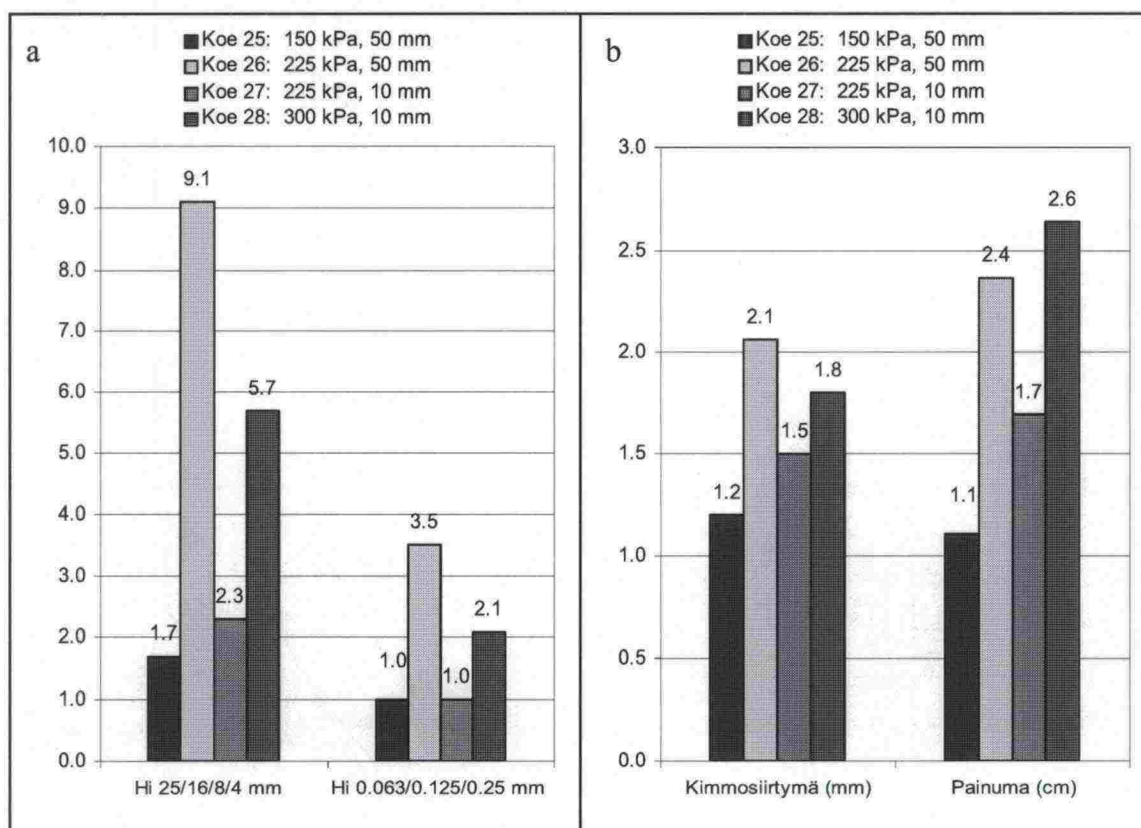 a
Koe 25: 150 kPa, 50 mm
Koe 26: 225 kPa, 50 mm
Koe 27: 225 kPa, 10 mm
Koe 28: 300 kPa, 10 mm
10.0
9.0
8.0
7.0
6.0
5.0
4.0
3.0
2.0
1.0
0.0
1.7
9.1
2.3
5.7
1.0
3.5
1.0
2.1
Hi 25/16/8/4 mm
Hi 0.063/0.125/0.25 mm
b
Koe 25: 150 kPa, 50 mm
Koe 26: 225 kPa, 50 mm
Koe 27: 225 kPa, 10 mm
Koe 28: 300 kPa, 10 mm
3.0
2.5
2.0
1.5
1.0
0.5
0.0
1.2
2.1
1.5
1.8
1.1
2.4
1.7
2.6
Kimmosiirtymä (mm)
Painuma (cm)